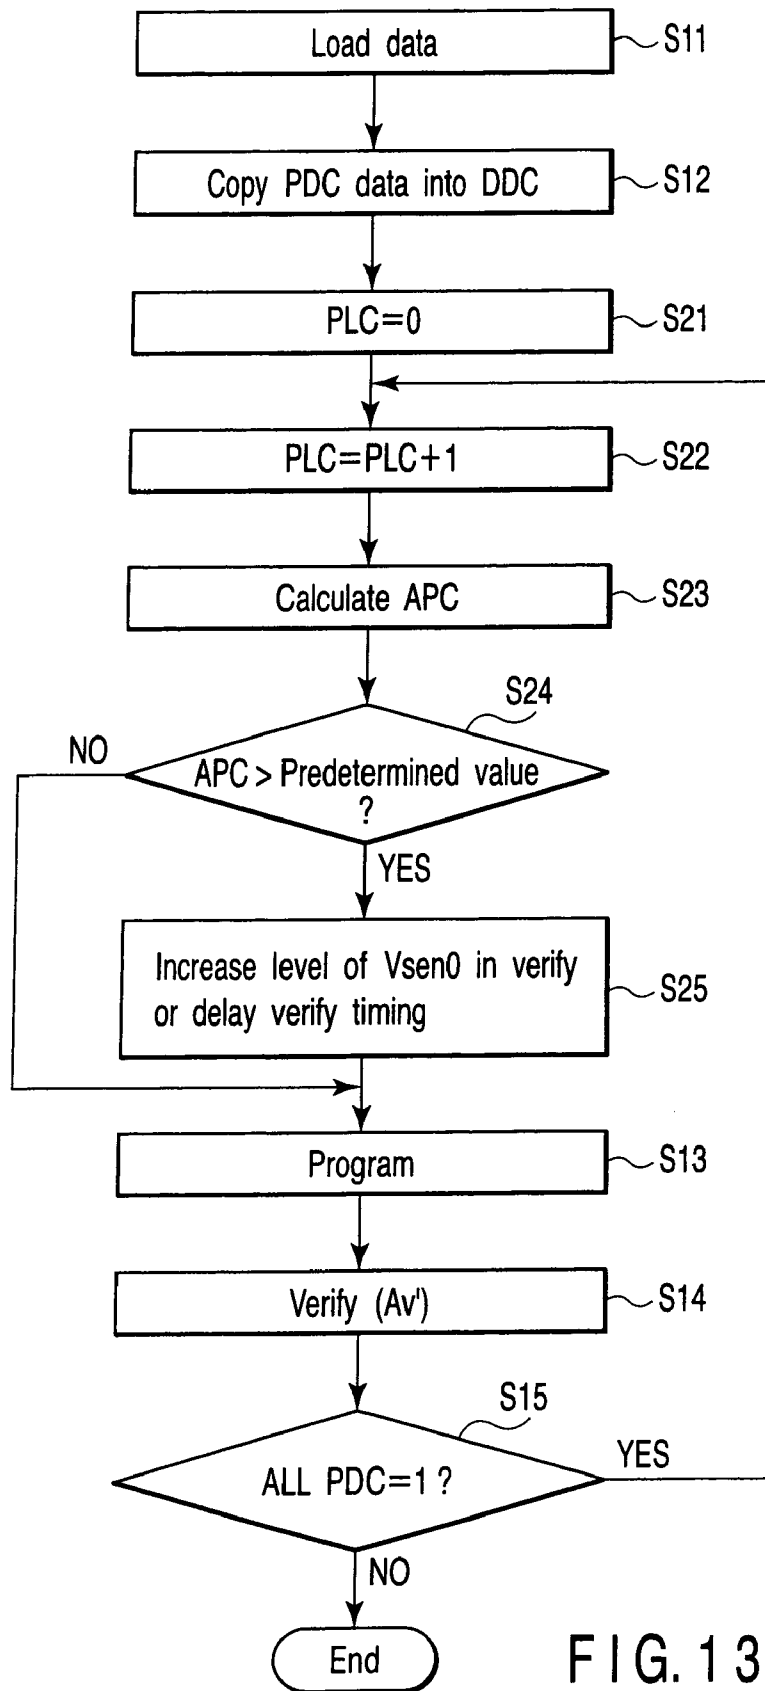 Load data
S11
Copy PDC data into DDC
S12
PLC=0
S21
PLC=PLC+1
S22
Calculate APC
S23
S24
NO
APC > Predetermined value
?
YES
Increase level of Vsen0 in verify
or delay verify timing
S25
Program
S13
Verify (Av')
S14
S15
YES
ALL PDC=1 ?
NO
End
FIG. 13